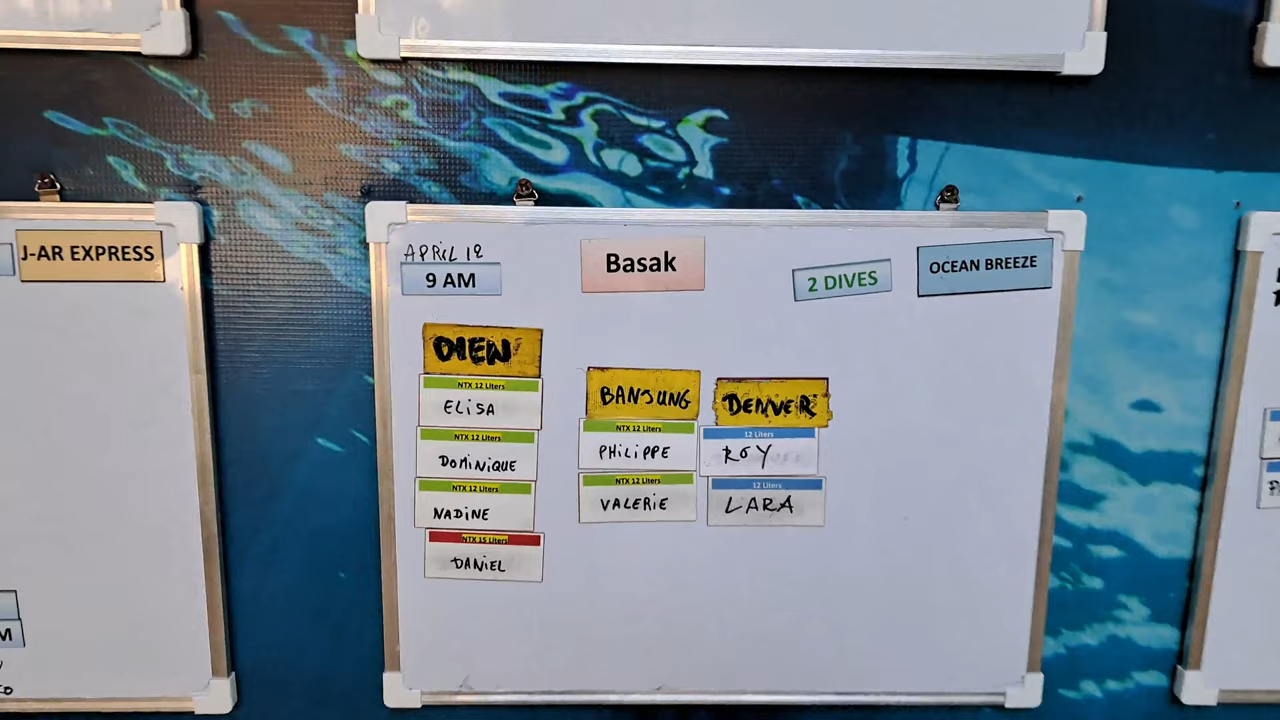 J-AR EXPRESS
APRIL 12
9 AM
Basak
2 DIVES
OCEAN BREEZE
DIEW
NTX 12 Liters
ELISA
NTX 12 Liters
DOMINIQUE
NTX 12 Liters
NADINE
NTX 15 Liters
DANIEL
BANJUNG
NTX 12 Liters
PHILIPPE
NTX 12 Liters
VALERIE
DENVER
12 Liters
ROY
12 Liters
LARA
M